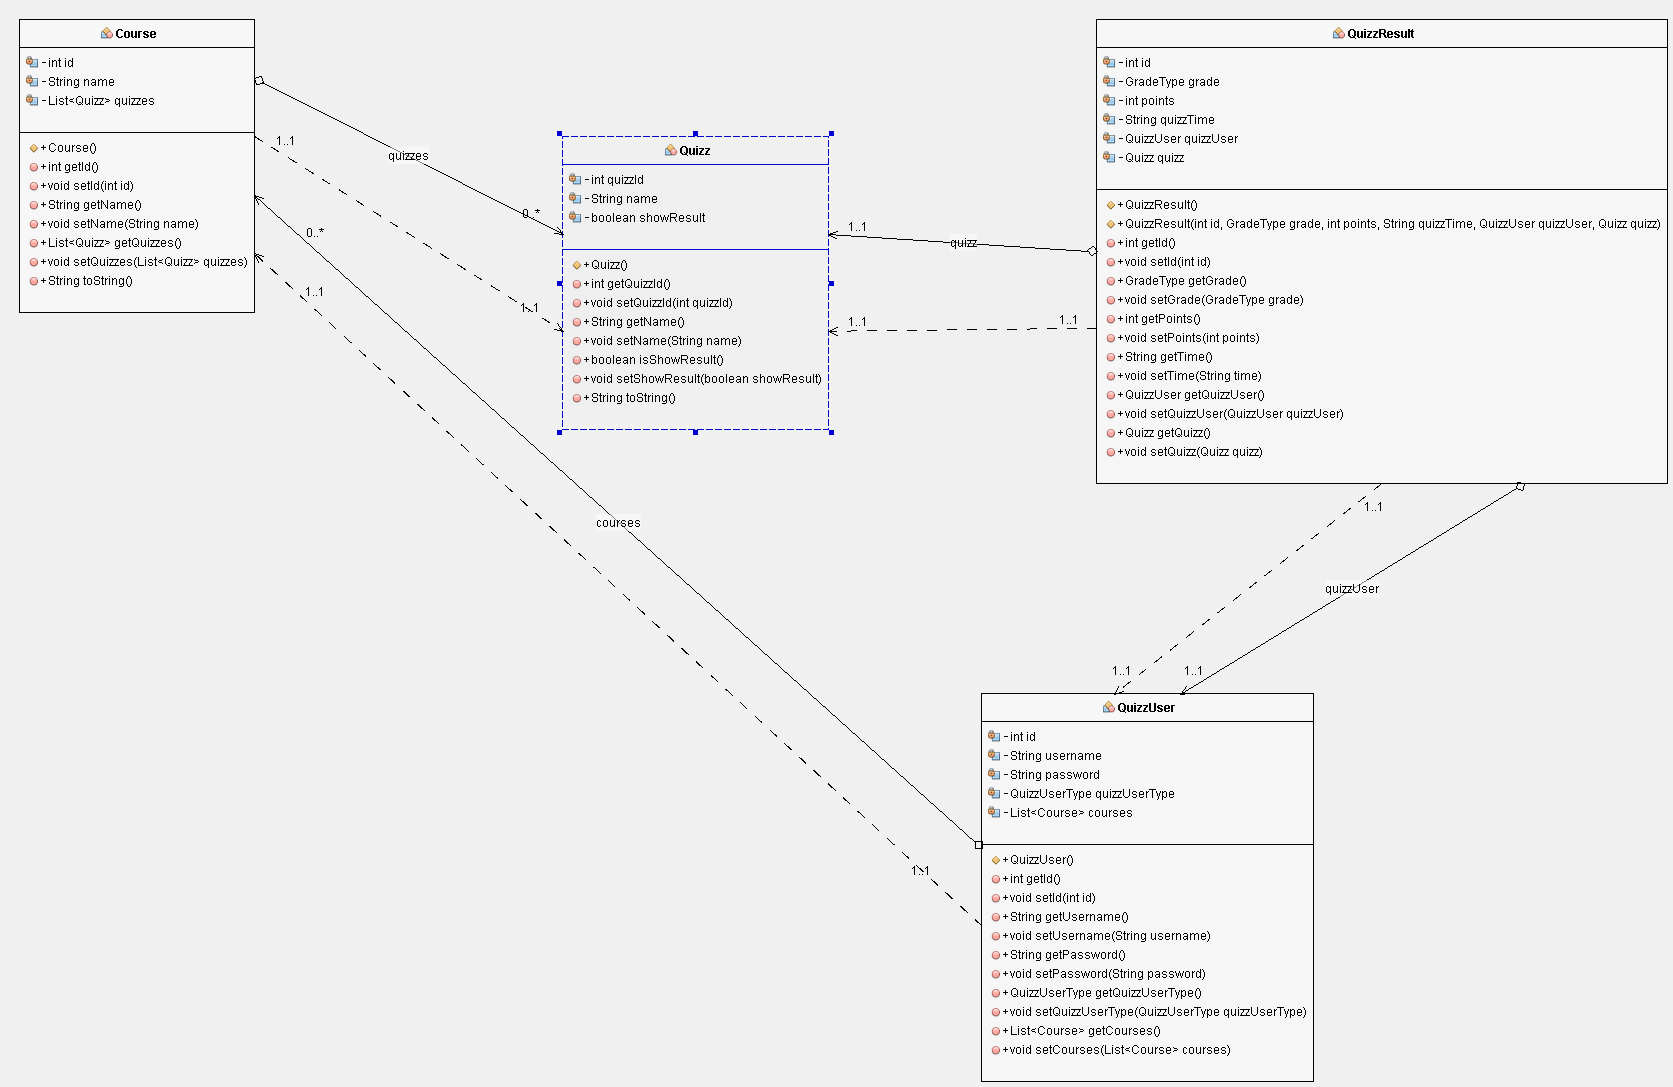 Course
- int id
- String name
- List<Quizz> quizzes
+ Course()
+ int getId()
+ void setId(int id)
+ String getName()
+ void setName(String name)
+ List<Quizz> getQuizzes()
+ void setQuizzes(List<Quizz> quizzes)
+ String toString()
1..1
quizzes
0..*
0..*
1..1
1..1
Quizz
- int quizzId
- String name
- boolean showResult
+ Quizz()
+ int getQuizzId()
+ void setQuizzId(int quizzId)
+ String getName()
+ void setName(String name)
+ boolean isShowResult()
+ void setShowResult(boolean showResult)
+ String toString()
1..1
quizz
1..1
1..1
QuizzResult
- int id
- GradeType grade
- int points
- String quizzTime
- QuizzUser quizzUser
- Quizz quizz
+ QuizzResult()
+ QuizzResult(int id, GradeType grade, int points, String quizzTime, QuizzUser quizzUser, Quizz quizz)
+ int getId()
+ void setId(int id)
+ GradeType getGrade()
+ void setGrade(GradeType grade)
+ int getPoints()
+ void setPoints(int points)
+ String getTime()
+ void setTime(String time)
+ QuizzUser getQuizzUser()
+ void setQuizzUser(QuizzUser quizzUser)
+ Quizz getQuizz()
+ void setQuizz(Quizz quizz)
1..1
courses
quizzUser
1..1
1..1
1..1
QuizzUser
- int id
- String username
- String password
- QuizzUserType quizzUserType
- List<Course> courses
+ QuizzUser()
+ int getId()
+ void setId(int id)
+ String getUsername()
+ void setUsername(String username)
+ String getPassword()
+ void setPassword(String password)
+ QuizzUserType getQuizzUserType()
+ void setQuizzUserType(QuizzUserType quizzUserType)
+ List<Course> getCourses()
+ void setCourses(List<Course> courses)